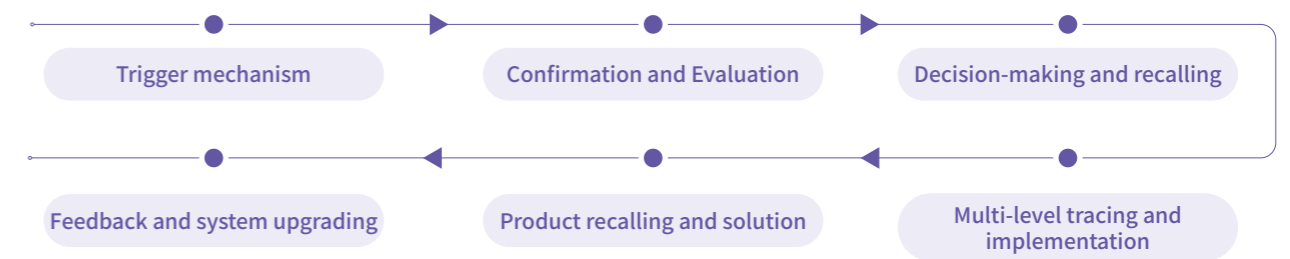 Trigger mechanism
Confirmation and Evaluation
Decision-making and recalling
Multi-level tracing and
implementation
Product recalling and solution
Feedback and system upgrading